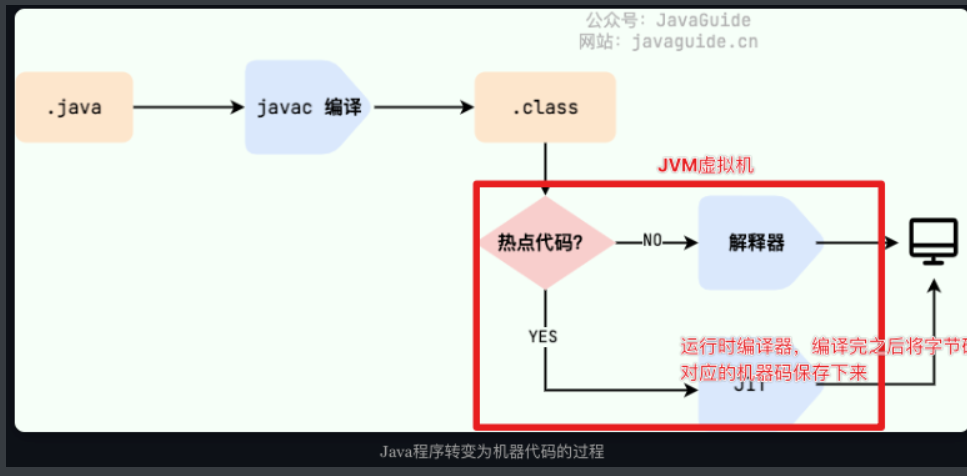 公众号：JavaGuide
网站：javaguide.cn
.java
javac 编译
.class
JVM虚拟机
热点代码?
NO
解释器
YES
运行时编译器，编译完之后将字节码
对应的机器码保存下来
JIT
Java程序转变为机器代码的过程